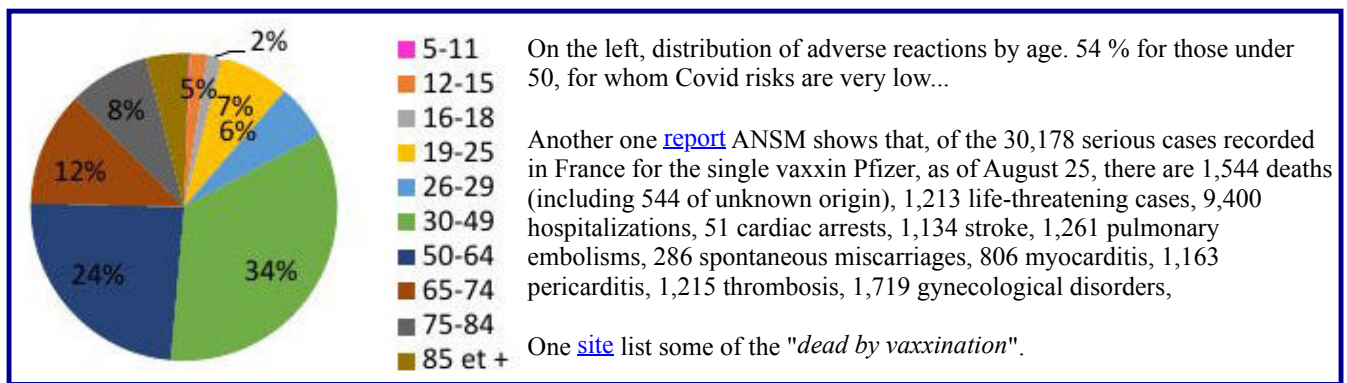 2%
5%
7%
6%
8%
12%
24%
34%
5-11
12-15
16-18
19-25
26-29
30-49
50-64
65-74
75-84
85 et +
On the left, distribution of adverse reactions by age. 54 % for those under
50, for whom Covid risks are very low...
Another one report ANSM shows that, of the 30,178 serious cases recorded
in France for the single vaxxin Pfizer, as of August 25, there are 1,544 deaths
(including 544 of unknown origin), 1,213 life-threatening cases, 9,400
hospitalizations, 51 cardiac arrests, 1,134 stroke, 1,261 pulmonary
embolisms, 286 spontaneous miscarriages, 806 myocarditis, 1,163
pericarditis, 1,215 thrombosis, 1,719 gynecological disorders,
One site list some of the "dead by vaxxination".